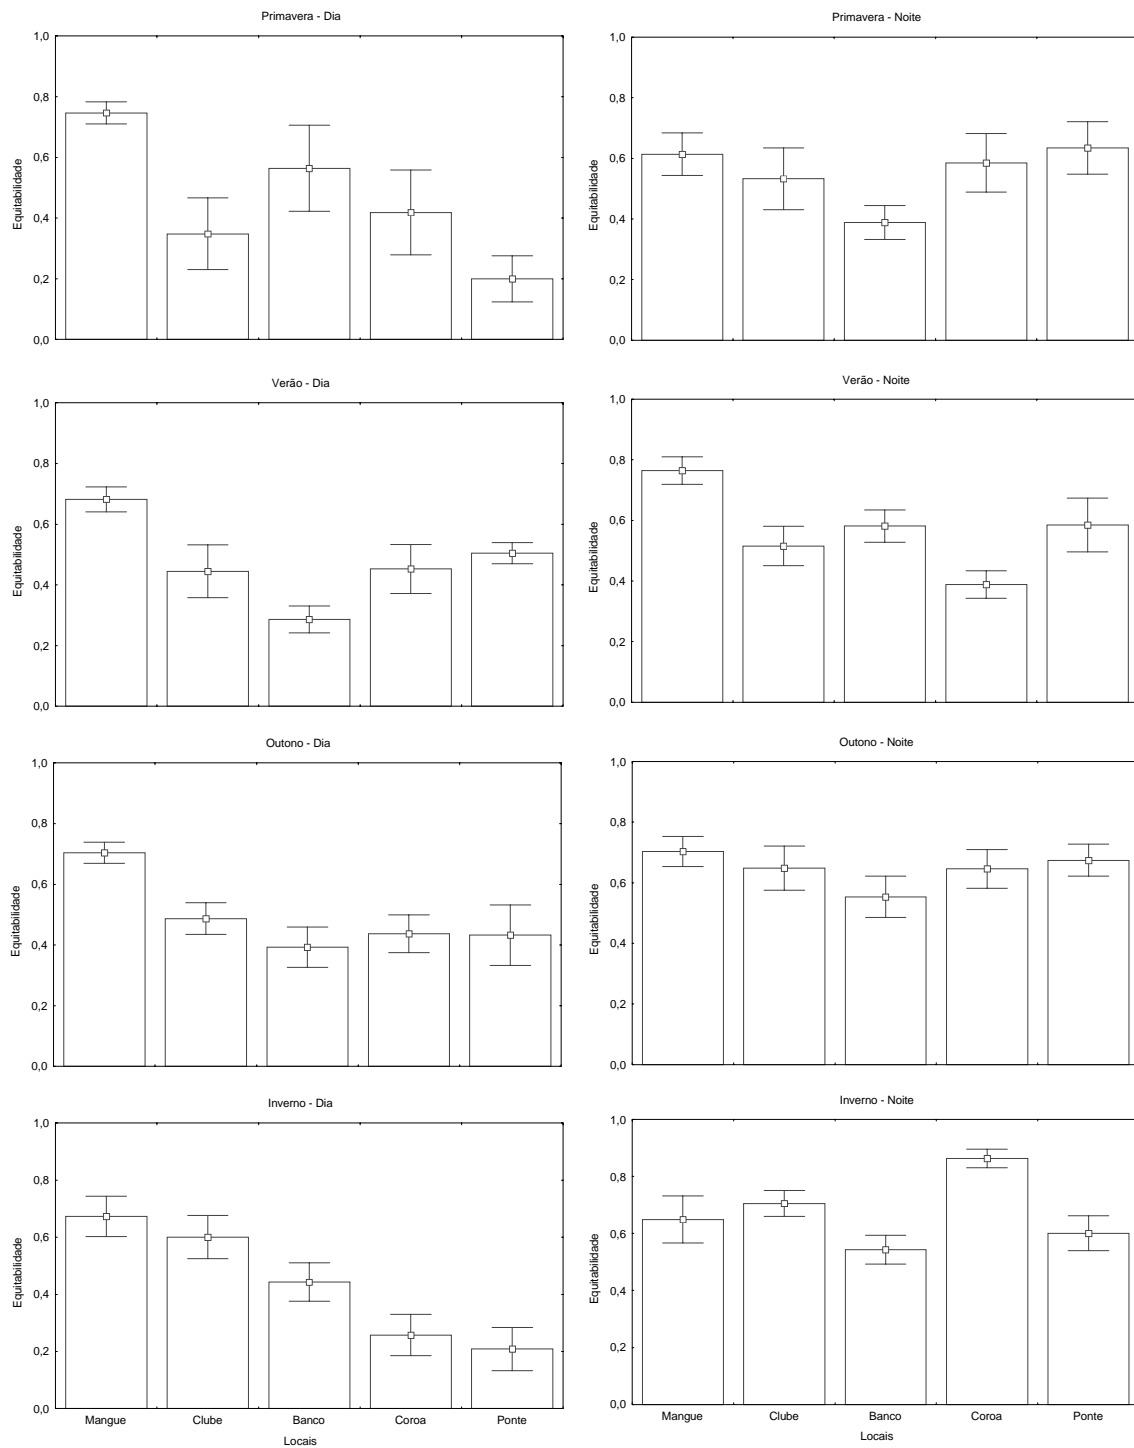 Primavera - Dia
1,0
0,8
0,6
0,4
0,2
0,0
Equitabilidade
Primavera - Noite
1,0
0,8
0,6
0,4
0,2
0,0
Equitabilidade
Verão - Dia
1,0
0,8
0,6
0,4
0,2
0,0
Equitabilidade
Verão - Noite
1,0
0,8
0,6
0,4
0,2
0,0
Equitabilidade
Outono - Dia
1,0
0,8
0,6
0,4
0,2
0,0
Equitabilidade
Outono - Noite
1,0
0,8
0,6
0,4
0,2
0,0
Equitabilidade
Inverno - Dia
1,0
0,8
0,6
0,4
0,2
0,0
Equitabilidade
Mangue Clube Banco Coroa Ponte
Locais
Inverno - Noite
1,0
0,8
0,6
0,4
0,2
0,0
Equitabilidade
Mangue Clube Banco Coroa Ponte
Locais